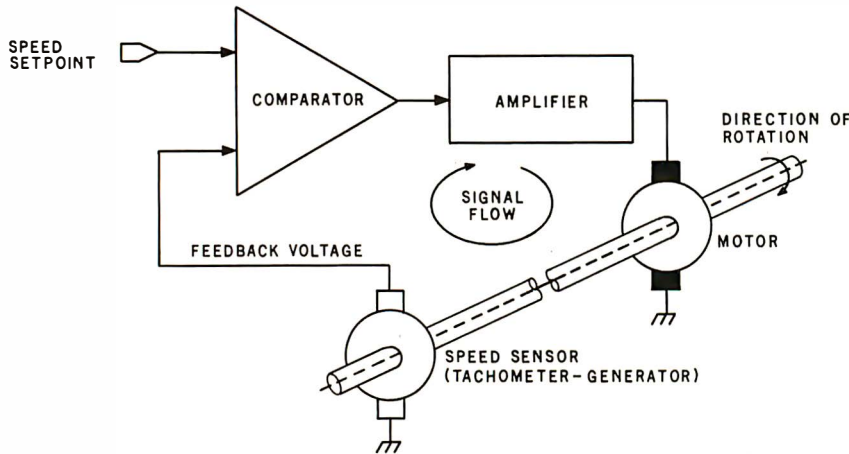 SPEED
SETPOINT
COMPARATOR
AMPLIFIER
DIRECTION OF
ROTATION
SIGNAL
FLOW
MOTOR
FEEDBACK VOLTAGE
SPEED SENSOR
(TACHOMETER-GENERATOR)